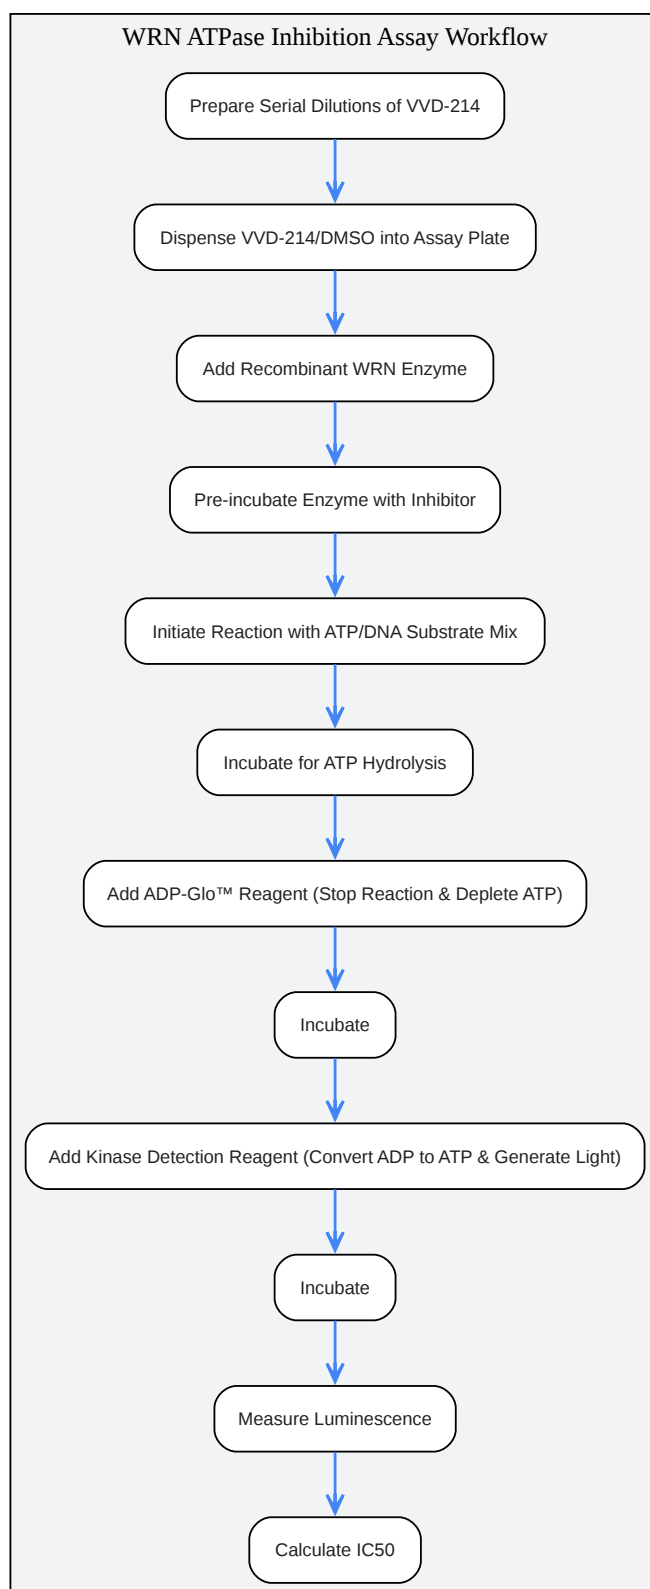 WRN ATPase Inhibition Assay Workflow
Prepare Serial Dilutions of VVD-214
Dispense VVD-214/DMSO into Assay Plate
Add Recombinant WRN Enzyme
Pre-incubate Enzyme with Inhibitor
Initiate Reaction with ATP/DNA Substrate Mix
Incubate for ATP Hydrolysis
Add ADP-Glo™ Reagent (Stop Reaction & Deplete ATP)
Incubate
Add Kinase Detection Reagent (Convert ADP to ATP & Generate Light)
Incubate
Measure Luminescence
Calculate IC50